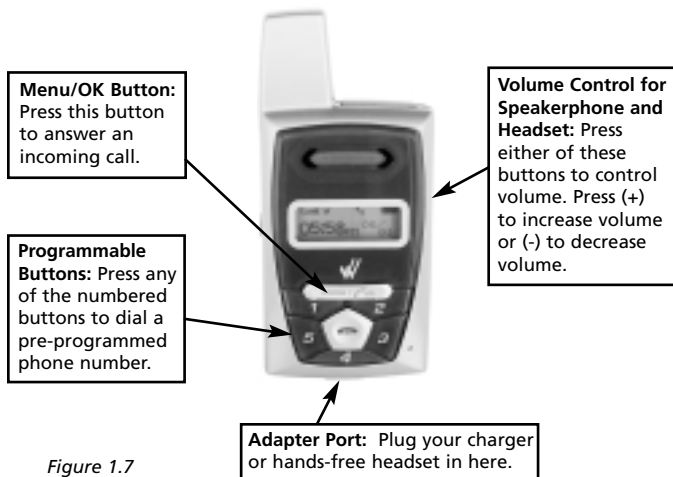 Menu/OK Button:
Press this button
to answer an
incoming call.
Volume Control for
Speakerphone and
Headset: Press
either of these
buttons to control
volume. Press (+)
to increase volume
or (-) to decrease
volume.
Programmable
Buttons: Press any
of the numbered
buttons to dial a
pre-programmed
phone number.
1 2
5 3
4
Adapter Port: Plug your charger
or hands-free headset in here.
Figure 1.7